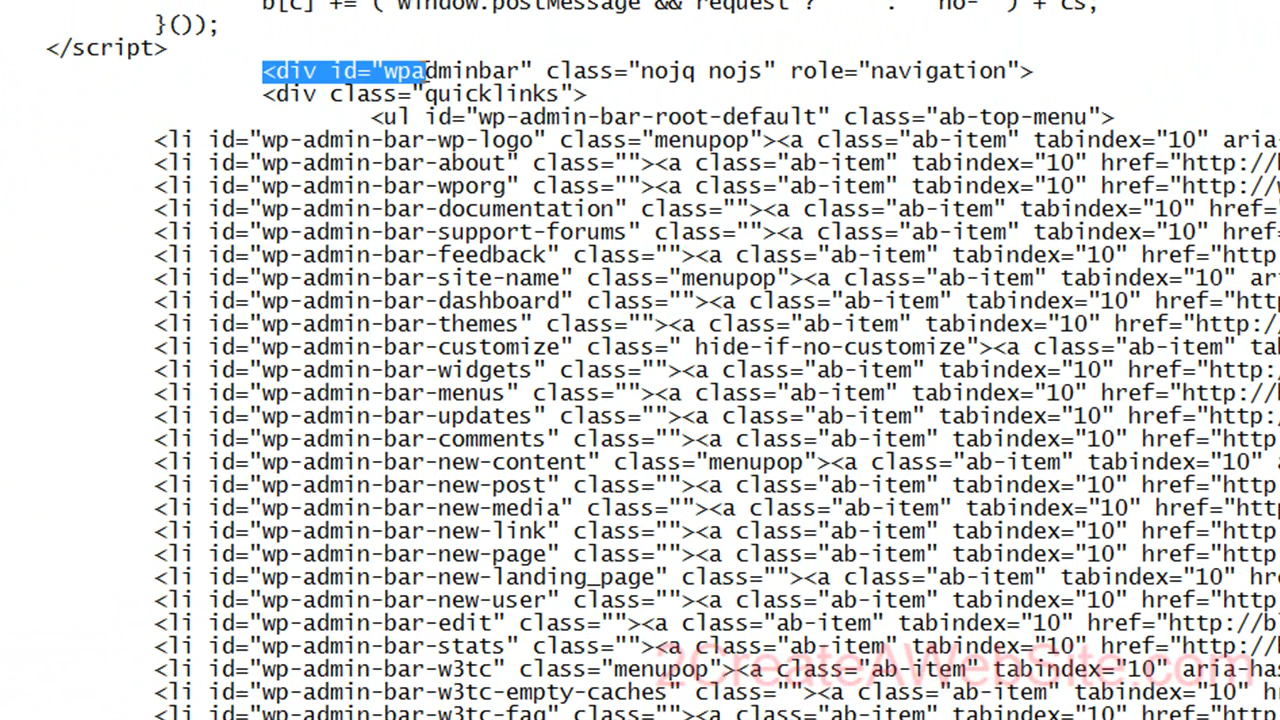 b[c] += ( window.postMessage && request ? ' ' : 'no-' ) + cs;
}());
</script>
<div id="wpadminbar" class="nojq nojs" role="navigation">
<div class="quicklinks">
<ul id="wp-admin-bar-root-default" class="ab-top-menu">
<li id="wp-admin-bar-wp-logo" class="menupop"><a class="ab-item" tabindex="10" aria
<li id="wp-admin-bar-about" class=""><a class="ab-item" tabindex="10" href="http://
<li id="wp-admin-bar-wporg" class=""><a class="ab-item" tabindex="10" href="http://w
<li id="wp-admin-bar-documentation" class=""><a class="ab-item" tabindex="10" href=
<li id="wp-admin-bar-support-forums" class=""><a class="ab-item" tabindex="10" href=
<li id="wp-admin-bar-feedback" class=""><a class="ab-item" tabindex="10" href="http
<li id="wp-admin-bar-site-name" class="menupop"><a class="ab-item" tabindex="10" ar
<li id="wp-admin-bar-dashboard" class=""><a class="ab-item" tabindex="10" href="htt
<li id="wp-admin-bar-themes" class=""><a class="ab-item" tabindex="10" href="http:/
<li id="wp-admin-bar-customize" class=" hide-if-no-customize"><a class="ab-item" tab
<li id="wp-admin-bar-widgets" class=""><a class="ab-item" tabindex="10" href="http:
<li id="wp-admin-bar-menus" class=""><a class="ab-item" tabindex="10" href="http://
<li id="wp-admin-bar-updates" class=""><a class="ab-item" tabindex="10" href="http:
<li id="wp-admin-bar-comments" class=""><a class="ab-item" tabindex="10" href="http
<li id="wp-admin-bar-new-content" class="menupop"><a class="ab-item" tabindex="10" a
<li id="wp-admin-bar-new-post" class=""><a class="ab-item" tabindex="10" href="http
<li id="wp-admin-bar-new-media" class=""><a class="ab-item" tabindex="10" href="htt
<li id="wp-admin-bar-new-link" class=""><a class="ab-item" tabindex="10" href="http
<li id="wp-admin-bar-new-page" class=""><a class="ab-item" tabindex="10" href="http
<li id="wp-admin-bar-new-landing_page" class=""><a class="ab-item" tabindex="10" hre
<li id="wp-admin-bar-new-user" class=""><a class="ab-item" tabindex="10" href="http
<li id="wp-admin-bar-edit" class=""><a class="ab-item" tabindex="10" href="http://b
<li id="wp-admin-bar-stats" class=""><a class="ab-item" tabindex="10" href="http://
<li id="wp-admin-bar-w3tc" class="menupop"><a class="ab-item" tabindex="10" aria-has
<li id="wp-admin-bar-w3tc-empty-caches" class=""><a class="ab-item" tabindex="10" h
<li id="wp-admin-bar-w3tc-faq" class=""><a class="ab-item" tabindex="10" href="http
2CreateAWebSite.com